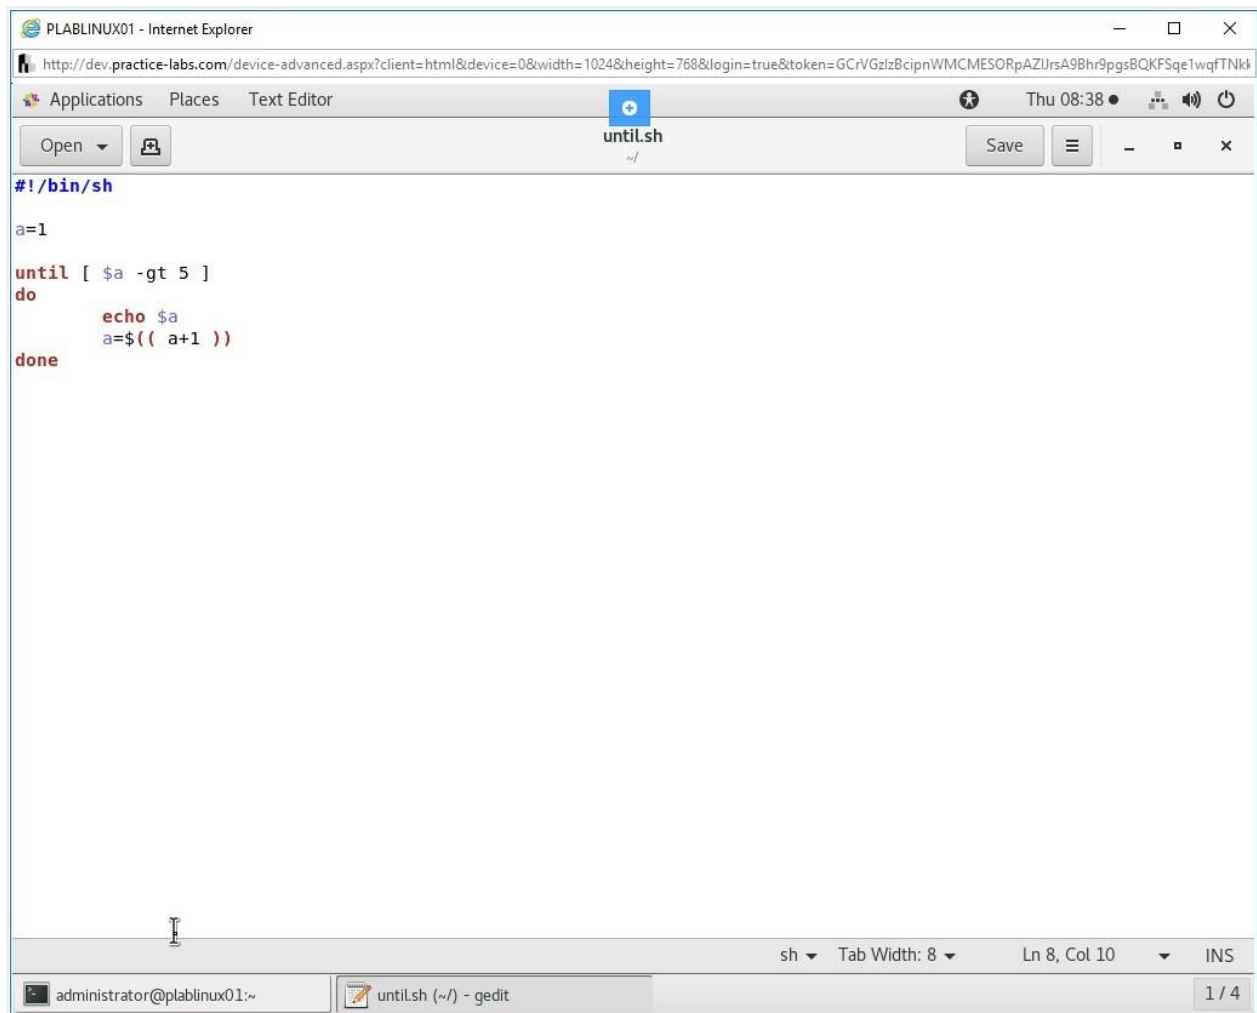 PLABLINUX01 - Internet Explorer
http://dev.practice-labs.com/device-advanced.aspx?client=html&device=0&width=1024&height=768&login=true&token=
Applications Places Text Editor Thu 08:38
Open until.sh Save
~/
#!/bin/sh
a=1
until [ $a -gt 5 ]
do
echo $a
a=$(( a+1 ))
done
sh Tab Width: 8 Ln 8, Col 10 INS
administrator@plablinux01:~ until.sh (~/) - gedit 1 / 4